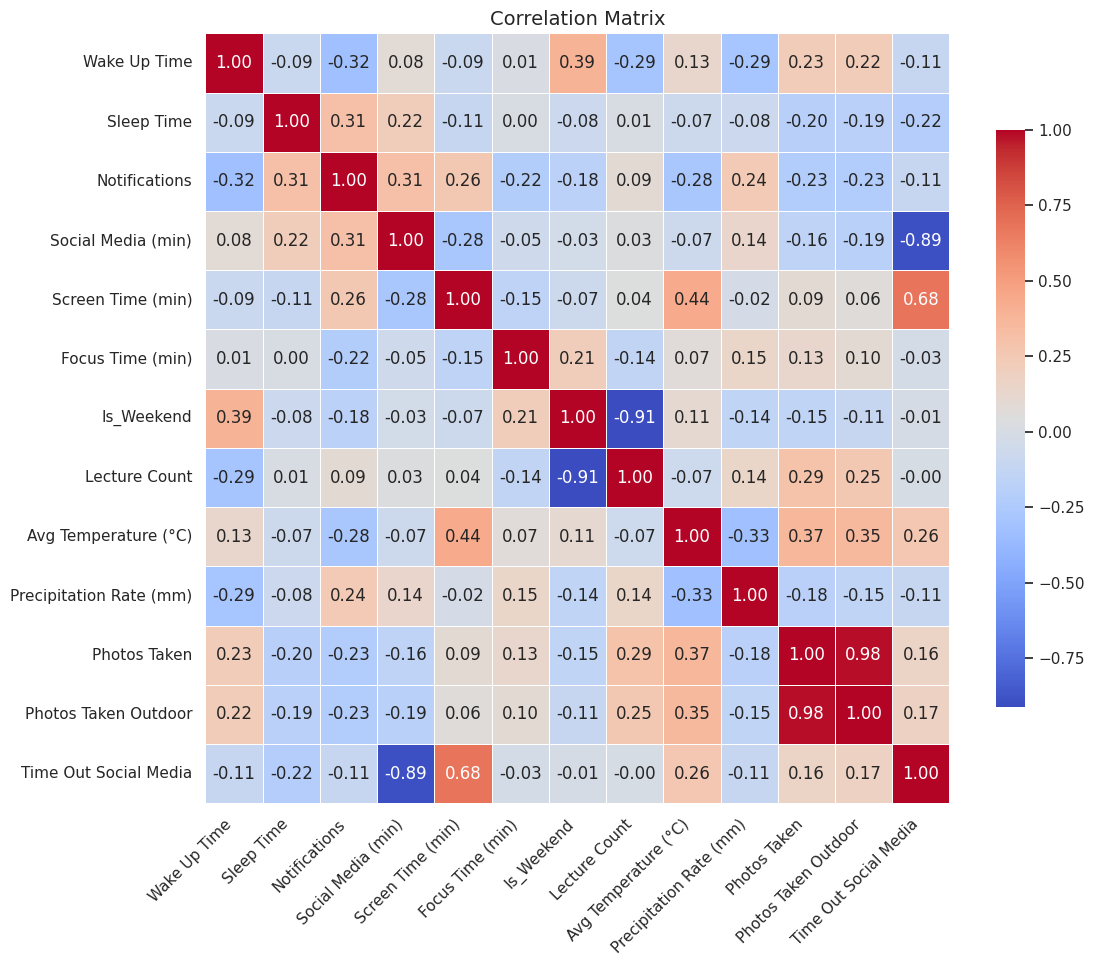 Correlation Matrix
Wake Up Time 1.00 -0.09 -0.32 0.08 -0.09 0.01 0.39 -0.29 0.13 -0.29 0.23 0.22 -0.11
Sleep Time -0.09 1.00 0.31 0.22 -0.11 0.00 -0.08 0.01 -0.07 -0.08 -0.20 -0.19 -0.22
Notifications -0.32 0.31 1.00 0.31 0.26 -0.22 -0.18 0.09 -0.28 0.24 -0.23 -0.23 -0.11
Social Media (min) 0.08 0.22 0.31 1.00 -0.28 -0.05 -0.03 0.03 -0.07 0.14 -0.16 -0.19 -0.89
Screen Time (min) -0.09 -0.11 0.26 -0.28 1.00 -0.15 -0.07 0.04 0.44 -0.02 0.09 0.06 0.68
Focus Time (min) 0.01 0.00 -0.22 -0.05 -0.15 1.00 0.21 -0.14 0.07 0.15 0.13 0.10 -0.03
Is_Weekend 0.39 -0.08 -0.18 -0.03 -0.07 0.21 1.00 -0.91 0.11 -0.14 -0.15 -0.11 -0.01
Lecture Count -0.29 0.01 0.09 0.03 0.04 -0.14 -0.91 1.00 -0.07 0.14 0.29 0.25 -0.00
Avg Temperature (°C) 0.13 -0.07 -0.28 -0.07 0.44 0.07 0.11 -0.07 1.00 -0.33 0.37 0.35 0.26
Precipitation Rate (mm) -0.29 -0.08 0.24 0.14 -0.02 0.15 -0.14 0.14 -0.33 1.00 -0.18 -0.15 -0.11
Photos Taken 0.23 -0.20 -0.23 -0.16 0.09 0.13 -0.15 0.29 0.37 -0.18 1.00 0.98 0.16
Photos Taken Outdoor 0.22 -0.19 -0.23 -0.19 0.06 0.10 -0.11 0.25 0.35 -0.15 0.98 1.00 0.17
Time Out Social Media -0.11 -0.22 -0.11 -0.89 0.68 -0.03 -0.01 -0.00 0.26 -0.11 0.16 0.17 1.00
Wake Up Time
Sleep Time
Notifications
Social Media (min)
Screen Time (min)
Focus Time (min)
Is_Weekend
Lecture Count
Avg Temperature (°C)
Precipitation Rate (mm)
Photos Taken
Photos Taken Outdoor
Time Out Social Media
1.00
0.75
0.50
0.25
0.00
−0.25
−0.50
−0.75